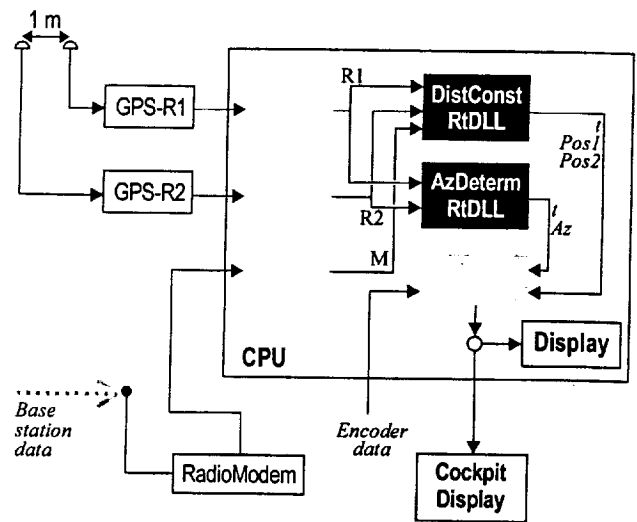 1 m
GPS-R1
GPS-R2
R1
R2
M
DistConst
RtDLL
AzDeterm
RtDLL
t
Pos1
Pos2
t
Az
CPU
Display
Base
station
data
RadioModem
Encoder
data
Cockpit
Display